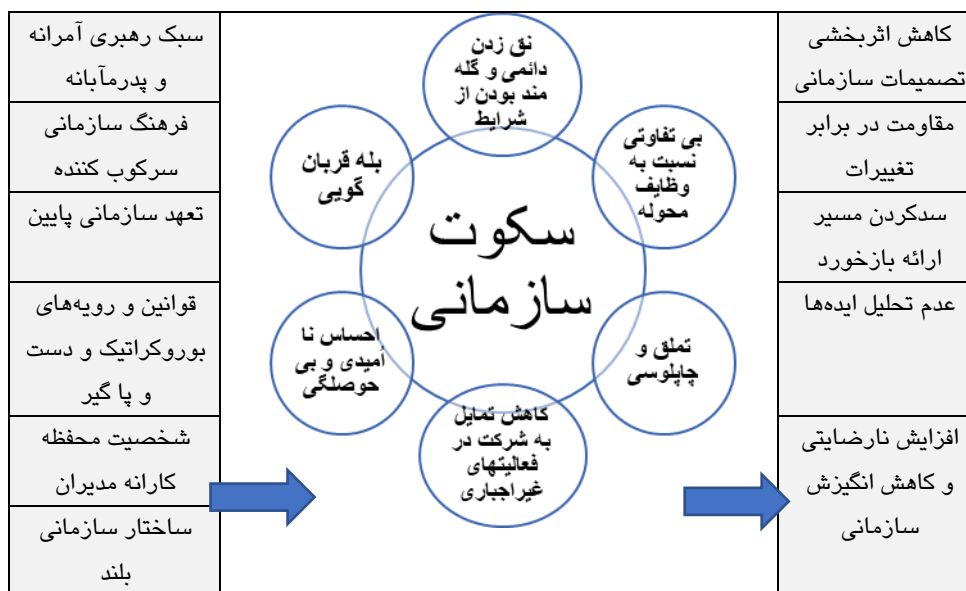 سبک رهبری آمرانه
و پدرمآبانه
فرهنگ سازمانی
سرکوب کننده
تعهد سازمانی پایین
قوانین و رویه‌های
بوروکراتیک و دست
و پا گیر
شخصیت محفظه
کارانه مدیران
ساختار سازمانی
بلند
نق زدن
دائمی و گله
مند بودن از
شرایط
بی تفاوتی
نسبت به
وظایف
محوله
تملق و
چاپلوسی
کاهش تمایل
به شرکت در
فعالیتهای
غیراجباری
احساس نا
امیدی و بی
حوصلگی
بله قربان
گویی
سکوت
سازمانی
کاهش اثربخشی
تصمیمات سازمانی
مقاومت در برابر
تغییرات
سدکردن مسیر
ارائه بازخورد
عدم تحلیل ایده‌ها
افزایش نارضایتی
و کاهش انگیزش
سازمانی